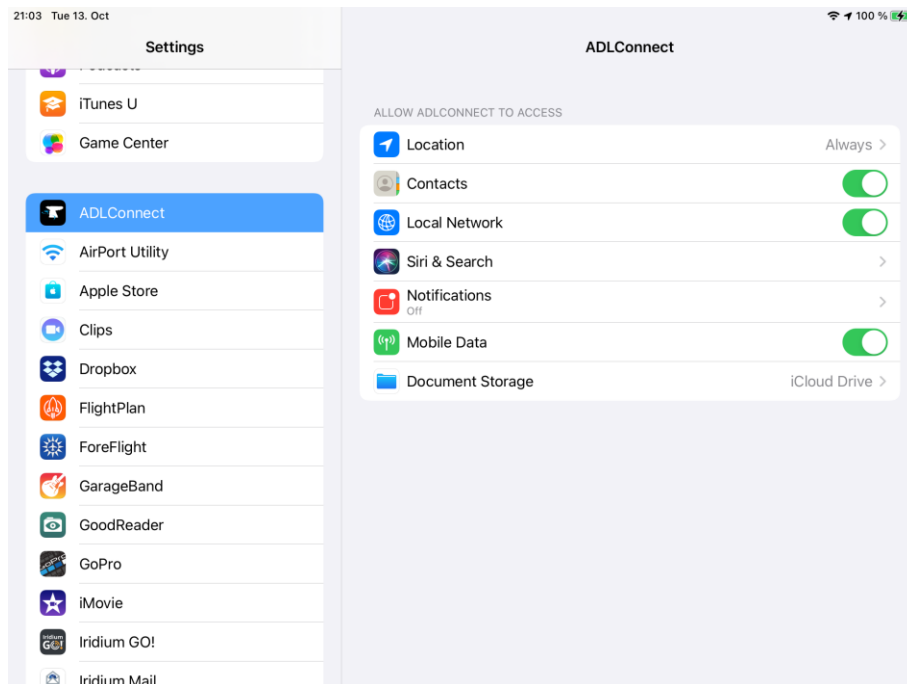 21:03 Tue 13. Oct
100 %
Settings
ADLConnect
Podcasts
iTunes U
Game Center
ADLConnect
AirPort Utility
Apple Store
Clips
Dropbox
FlightPlan
ForeFlight
GarageBand
GoodReader
GoPro
iMovie
Iridium GO!
Iridium Mail
ALLOW ADLCONNECT TO ACCESS
Location
Always
Contacts
Local Network
Siri & Search
Notifications
Off
Mobile Data
Document Storage
iCloud Drive